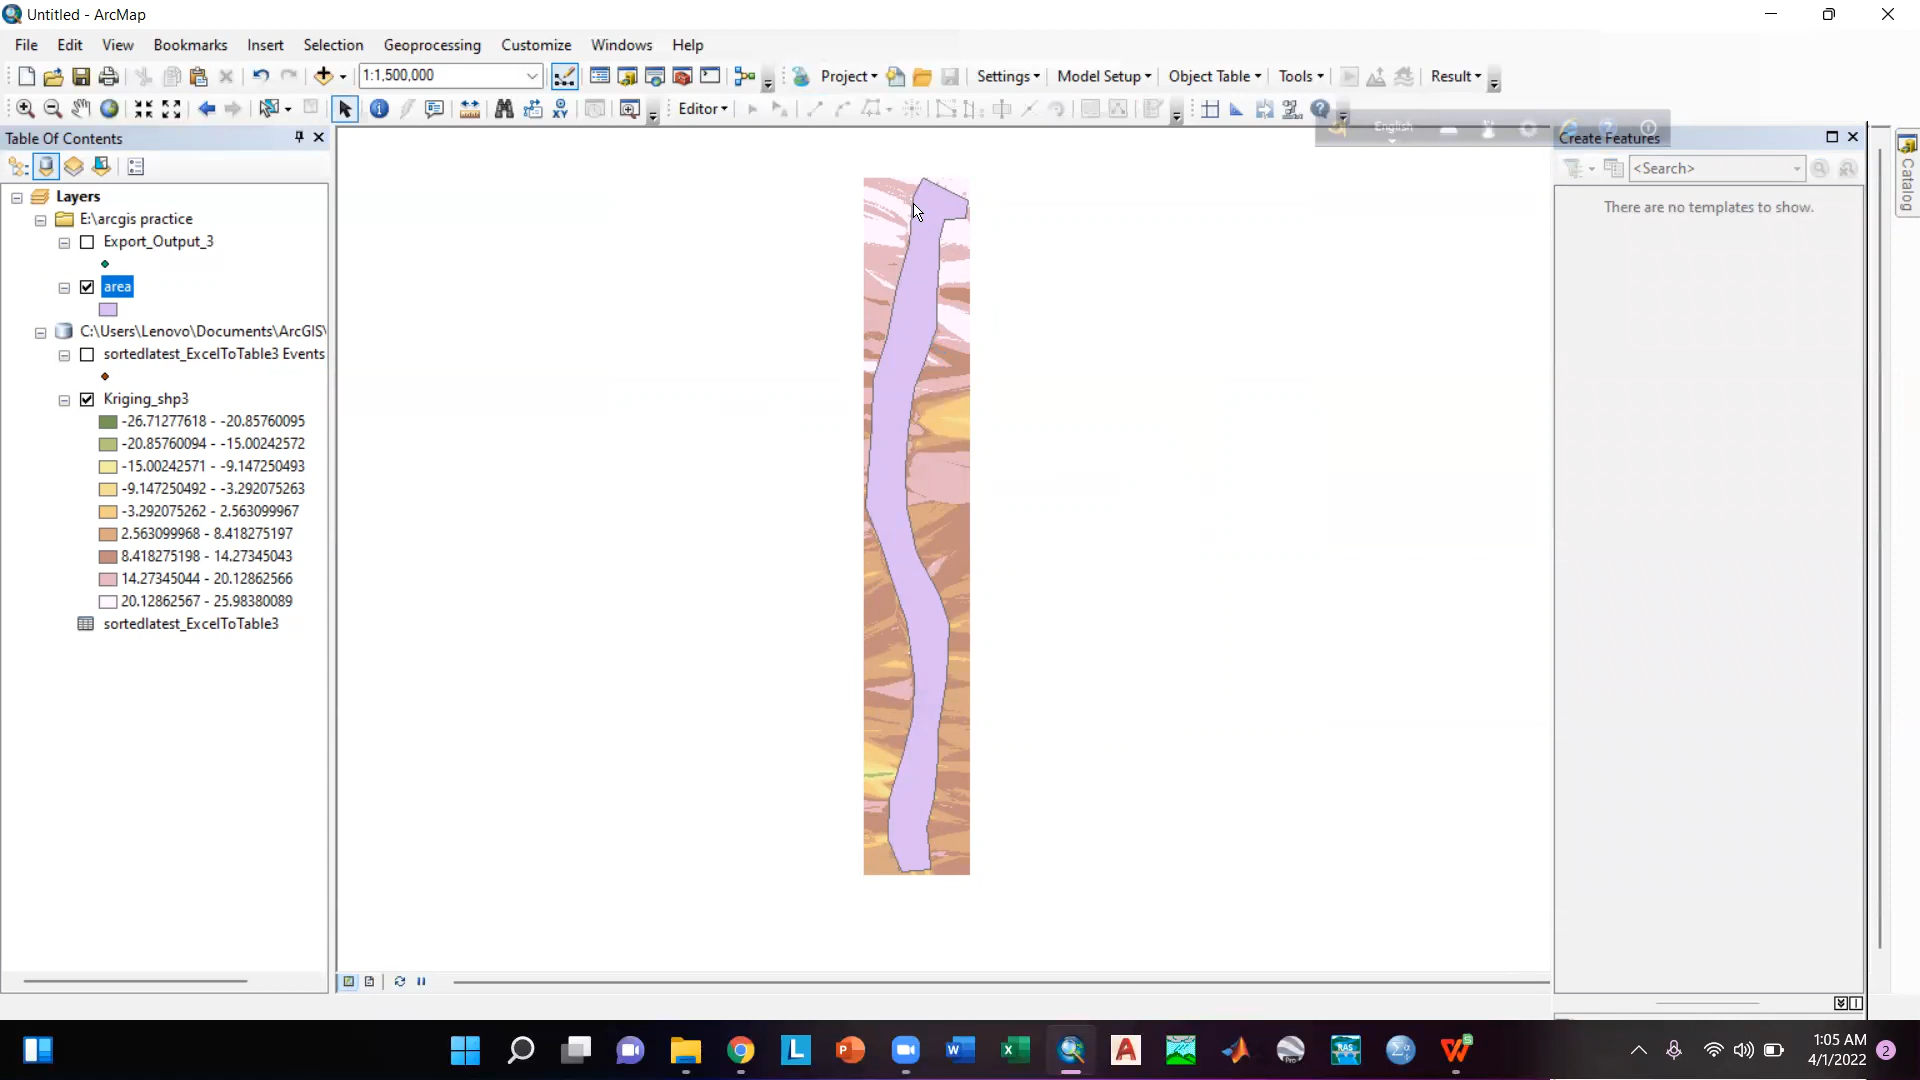 Untitled - ArcMap
File Edit View Bookmarks Insert Selection Geoprocessing Customize Windows Help
1:1,500,000 Project Settings Model Setup Object Table Tools Result
Editor
English
Table Of Contents
Create Features
<Search>
There are no templates to show.
Catalog
Layers
E:\arcgis practice
Export_Output_3
area
C:\Users\Lenovo\Documents\ArcGIS\
sortedlatest_ExcelToTable3 Events
Kriging_shp3
-26.71277618 - -20.85760095
-20.85760094 - -15.00242572
-15.00242571 - -9.147250493
-9.147250492 - -3.292075263
-3.292075262 - 2.563099967
2.563099968 - 8.418275197
8.418275198 - 14.27345043
14.27345044 - 20.12862566
20.12862567 - 25.98380089
sortedlatest_ExcelToTable3
1:05 AM
4/1/2022
2